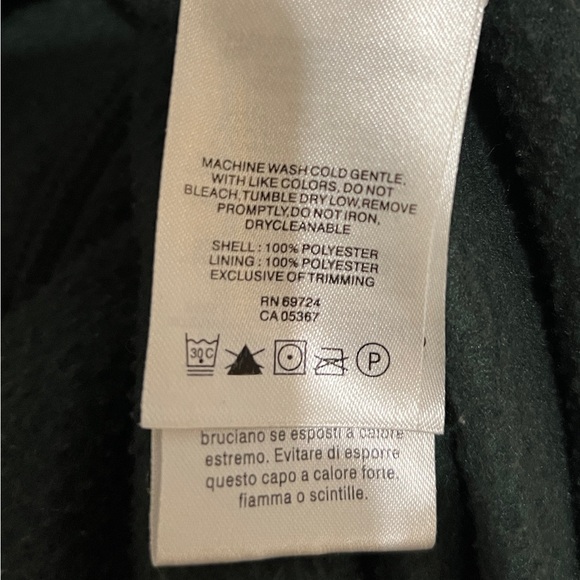 MACHINE WASH COLD GENTLE,
WITH LIKE COLORS, DO NOT
BLEACH,TUMBLE DRY LOW,REMOVE
PROMPTLY,DO NOT IRON,
DRYCLEANABLE
SHELL : 100% POLYESTER
LINING : 100% POLYESTER
EXCLUSIVE OF TRIMMING
RN 69724
CA 05367
30 C
P
bruciano se esposti a calore
estremo. Evitare di esporre
questo capo a calore forte,
fiamma o scintille.